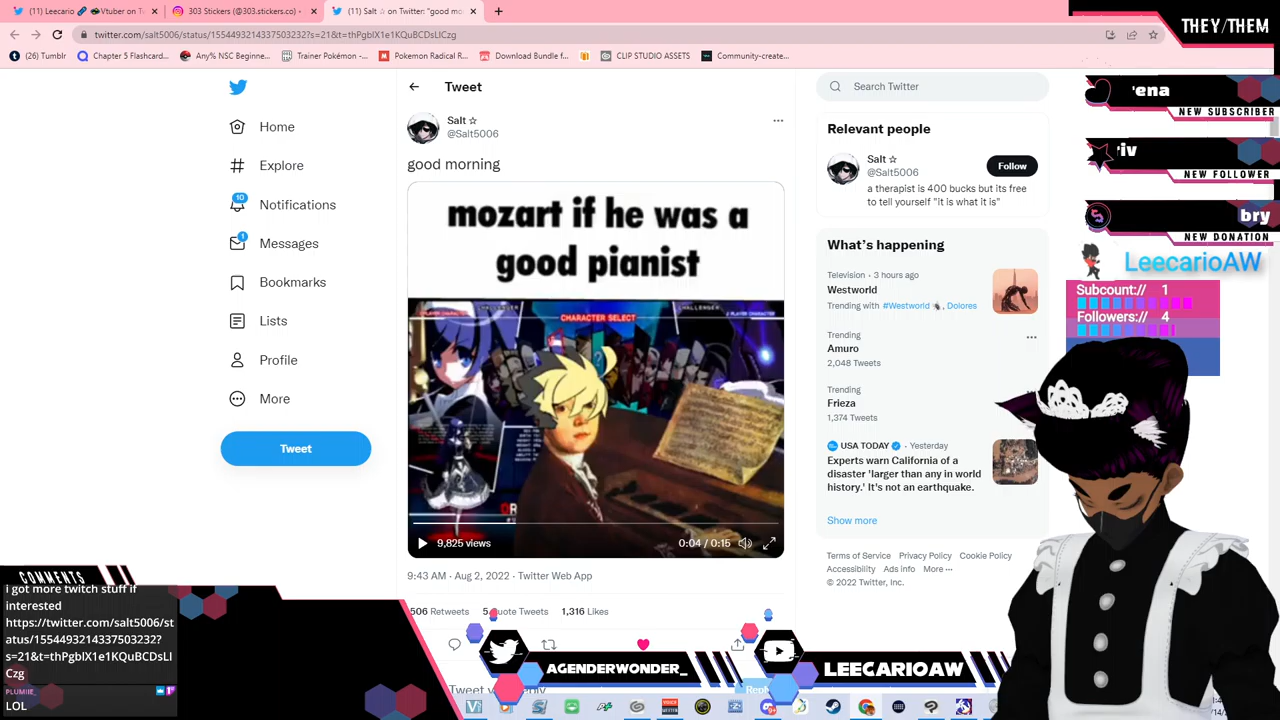 (11) Leecario
Vtuber on T
303 Stickers (@303.stickers.co) •
(11) Salt ☆ on Twitter: "good mo
twitter.com/salt5006/status/1554493214337503232?s=21&t=thPgbIX1e1KQuBCDsLICzg
(26) Tumblr
Chapter 5 Flashcard...
Any% NSC Beginne...
Trainer Pokémon -...
Pokemon Radical R...
Download Bundle f...
CLIP STUDIO ASSETS
Community-create...
THEY/THEM
Home
Explore
10
Notifications
1
Messages
Bookmarks
Lists
Profile
More
Tweet
Tweet
Salt ☆
@Salt5006
good morning
mozart if he was a
good pianist
CHARACTER SELECT
9,825 views
0:04 / 0:15
9:43 AM · Aug 2, 2022 · Twitter Web App
506 Retweets
5 Quote Tweets
1,316 Likes
Search Twitter
Relevant people
Salt ☆
@Salt5006
Follow
a therapist is 400 bucks but its free
to tell yourself "it is what it is"
What's happening
Television · 3 hours ago
Westworld
Trending with #Westworld, Dolores
Trending
Amuro
2,048 Tweets
Trending
Frieza
1,374 Tweets
USA TODAY · Yesterday
Experts warn California of a
disaster 'larger than any in world
history.' It's not an earthquake.
Show more
Terms of Service Privacy Policy Cookie Policy
Accessibility Ads info More ···
© 2022 Twitter, Inc.
ena
NEW SUBSCRIBER
riv
NEW FOLLOWER
bry
NEW DONATION
LeecarioAW
Subcount:// 1
Followers:// 4
COMMENTS
i got more twitch stuff if
interested
https://twitter.com/salt5006/st
atus/1554493214337503232?
s=21&t=thPgbIX1e1KQuBCDsLI
Czg
PLUMIIE_
LOL
AGENDERWONDER_
LEECARIOAW